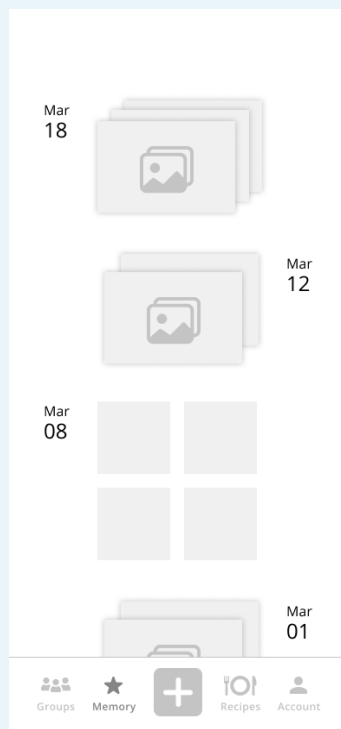 Mar
18
Mar
12
Mar
08
Mar
01
Groups
Memory
Recipes
Account